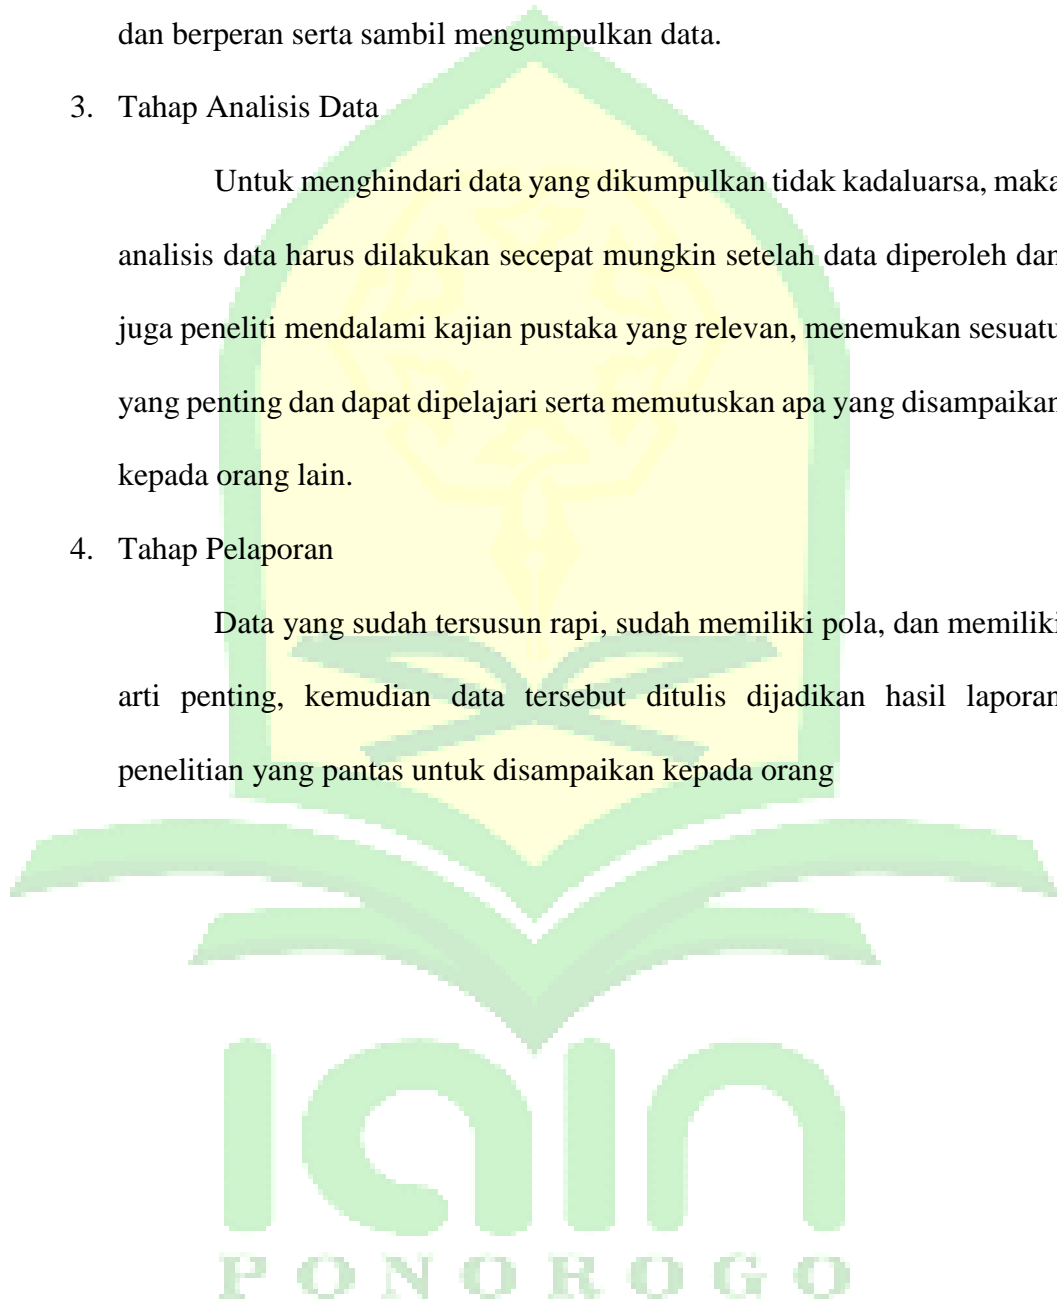 dan berperan serta sambil mengumpulkan data.
3. Tahap Analisis Data
Untuk menghindari data yang dikumpulkan tidak kadaluarsa, maka
analisis data harus dilakukan secepat mungkin setelah data diperoleh dan
juga peneliti mendalami kajian pustaka yang relevan, menemukan sesuatu
yang penting dan dapat dipelajari serta memutuskan apa yang disampaikan
kepada orang lain.
4. Tahap Pelaporan
Data yang sudah tersusun rapi, sudah memiliki pola, dan memiliki
arti penting, kemudian data tersebut ditulis dijadikan hasil laporan
penelitian yang pantas untuk disampaikan kepada orang
iain
PONOROGO